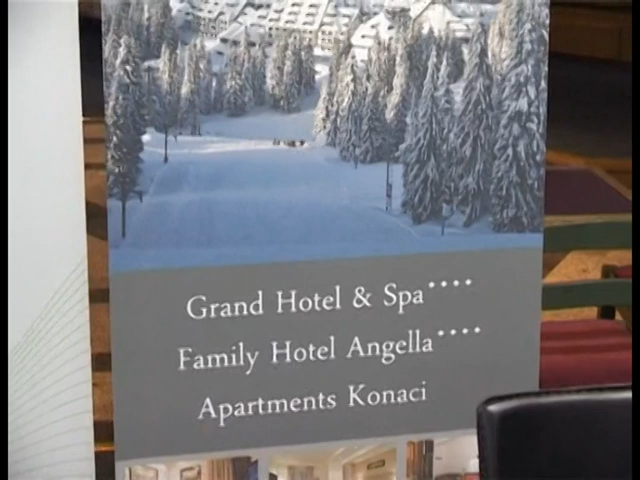 Grand Hotel & Spa****
Family Hotel Angella****
Apartments Konaci